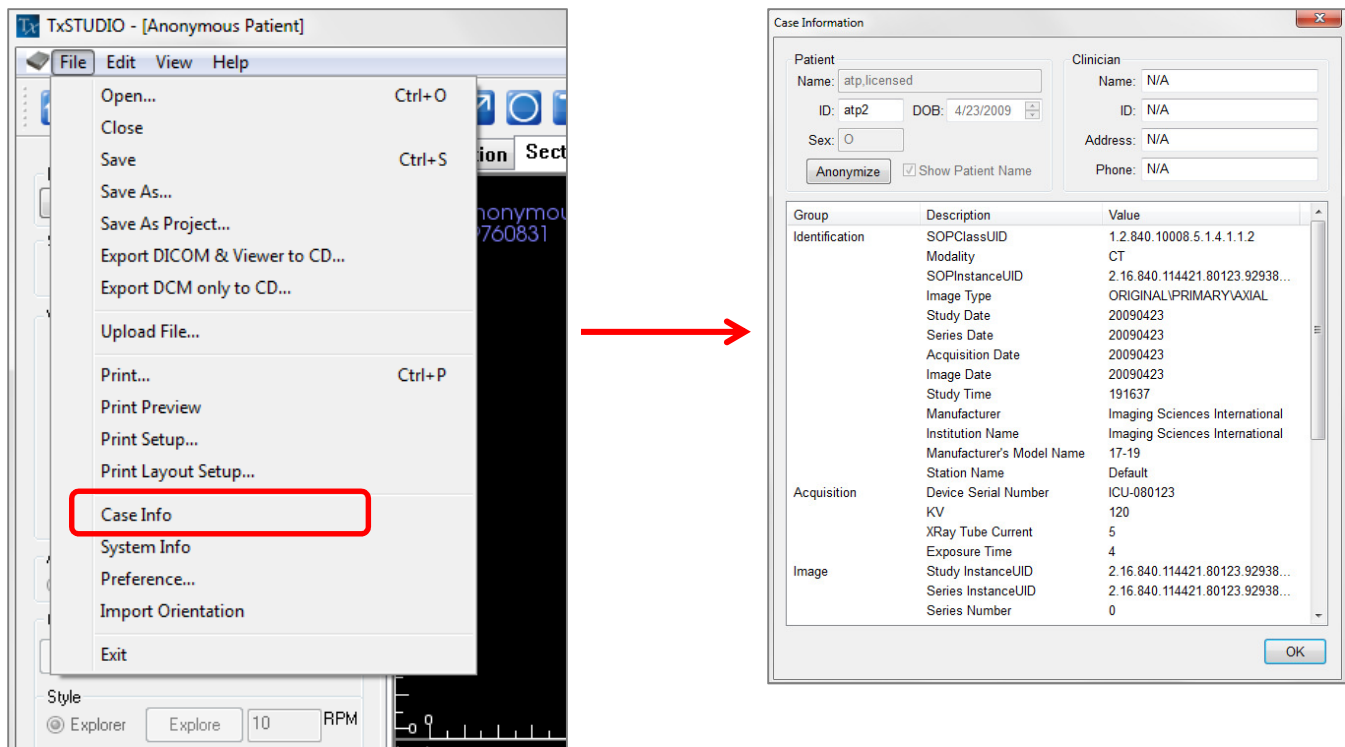 TxSTUDIO - [Anonymous Patient]
File Edit View Help
Open... Ctrl+O
Close
Save Ctrl+S
Save As...
Save As Project...
Export DICOM & Viewer to CD...
Export DCM only to CD...
Upload File...
Print... Ctrl+P
Print Preview
Print Setup...
Print Layout Setup...
Case Info
System Info
Preference...
Import Orientation
Exit
ion Sect
nonymou
760831
Style
Explorer Explore 10 RPM
0
Case Information
Patient
Name: atp,licensed
ID: atp2 DOB: 4/23/2009
Sex: O
Anonymize Show Patient Name
Clinician
Name: N/A
ID: N/A
Address: N/A
Phone: N/A
Group Description Value
Identification SOPClassUID 1.2.840.10008.5.1.4.1.1.2
Modality CT
SOPInstanceUID 2.16.840.114421.80123.92938...
Image Type ORIGINAL\PRIMARY\AXIAL
Study Date 20090423
Series Date 20090423
Acquisition Date 20090423
Image Date 20090423
Study Time 191637
Manufacturer Imaging Sciences International
Institution Name Imaging Sciences International
Manufacturer's Model Name 17-19
Station Name Default
Acquisition Device Serial Number ICU-080123
KV 120
XRay Tube Current 5
Exposure Time 4
Image Study InstanceUID 2.16.840.114421.80123.92938...
Series InstanceUID 2.16.840.114421.80123.92938...
Series Number 0
OK